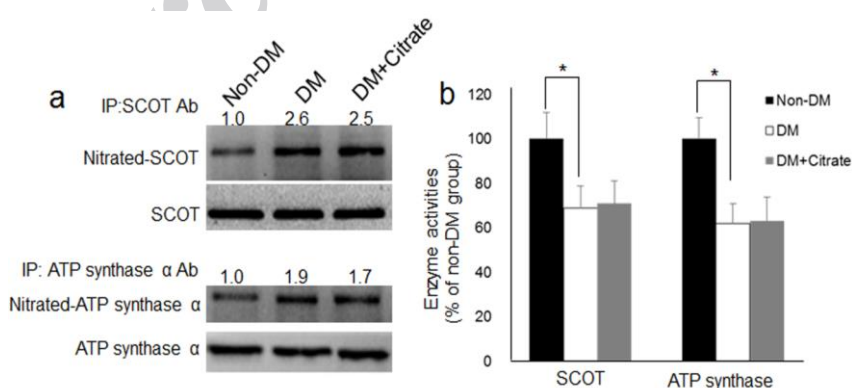 a
Non-DM
DM
DM+Citrate
IP:SCOT Ab
1.0 2.6 2.5
Nitrated-SCOT
SCOT
IP: ATP synthase α Ab
1.0 1.9 1.7
Nitrated-ATP synthase α
ATP synthase α
b
Enzyme activities
(% of non-DM group)
120
100
80
60
40
20
0
*
*
Non-DM
DM
DM+Citrate
SCOT
ATP synthase